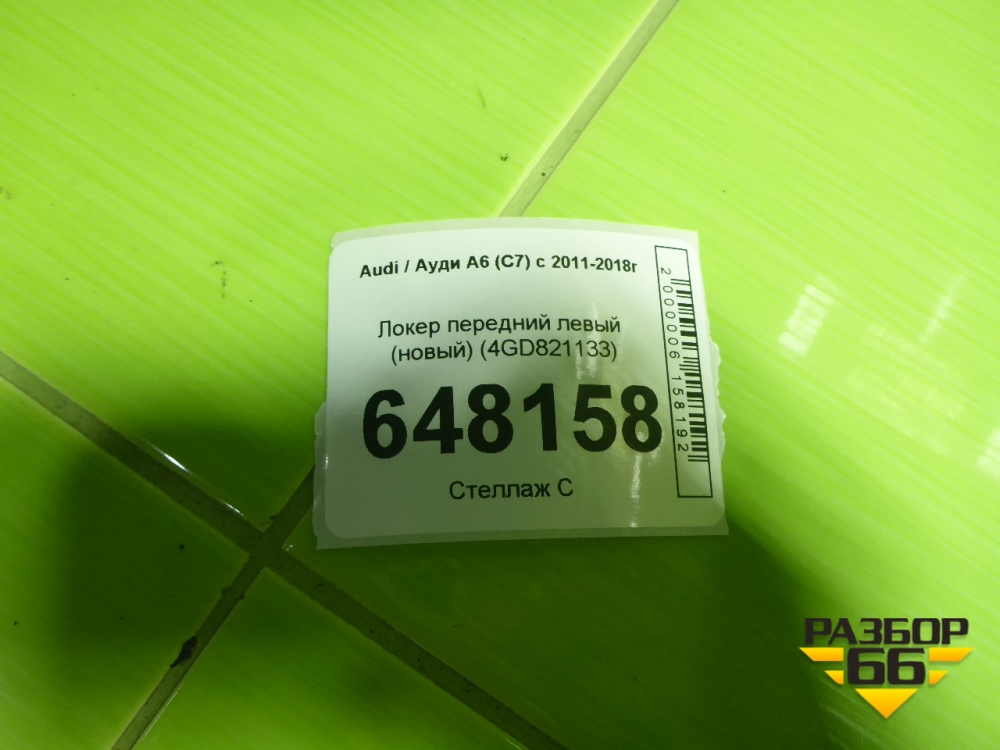 Audi / Ауди А6 (С7) с 2011-2018г
Локер передний левый
(новый) (4GD821133)
648158
Стеллаж С
2000006158192
РАЗБОР
66